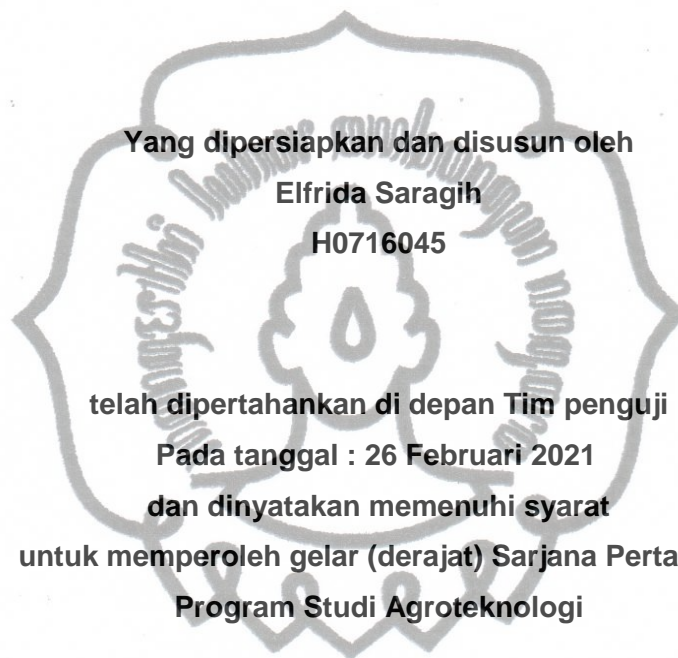 Yang dipersiapkan dan disusun oleh
Elfrida Saragih
H0716045
telah dipertahankan di depan Tim penguji
Pada tanggal : 26 Februari 2021
dan dinyatakan memenuhi syarat
untuk memperoleh gelar (derajat) Sarjana Perta
Program Studi Agroteknologi